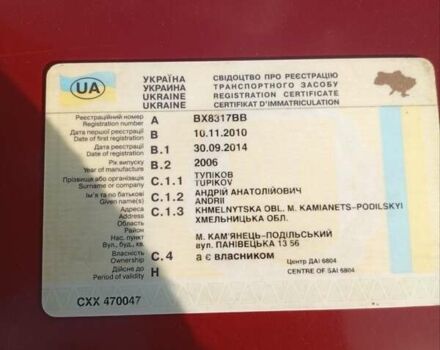 UA
УКРАЇНА
УКРАИНА
UKRAINE
UKRAINE
СВІДОЦТВО ПРО РЕЄСТРАЦІЮ
ТРАНСПОРТНОГО ЗАСОБУ
REGISTRATION CERTIFICATE
CERTIFIKAT D'IMMATRICULATION
Реєстраційний номер
Registration number
A
BX8317BB
Дата першої реєстрації
Date of first registration
B
10.11.2010
Дата реєстрації
Date of registration
B.1
30.09.2014
Рік випуску
Year of manufacture
B.2
2006
Прізвище або організація
Surname or company
C.1.1
ТУПІКОВ
TUPIKOV
Ім'я та по батькові
Given name(s)
C.1.2
АНДРІЙ АНАТОЛІЙОВИЧ
ANDRII
Адреса
Address
C.1.3
KHMELNYTSKA OBL. M. KAMIANETS-PODILSKYI
Область
ХМЕЛЬНИЦЬКА ОБЛ.
Район
Нас. пункт
М. КАМ'ЯНЕЦЬ-ПОДІЛЬСЬКИЙ
Вул., буд., кв.
вул. ПАНІВЕЦЬКА 13 56
Власність
Ownership
C.4
а є власником
Центр ДАІ 6804
Дійсне до
Period of validity
H
CENTRE OF SAI 6804
CXX 470047